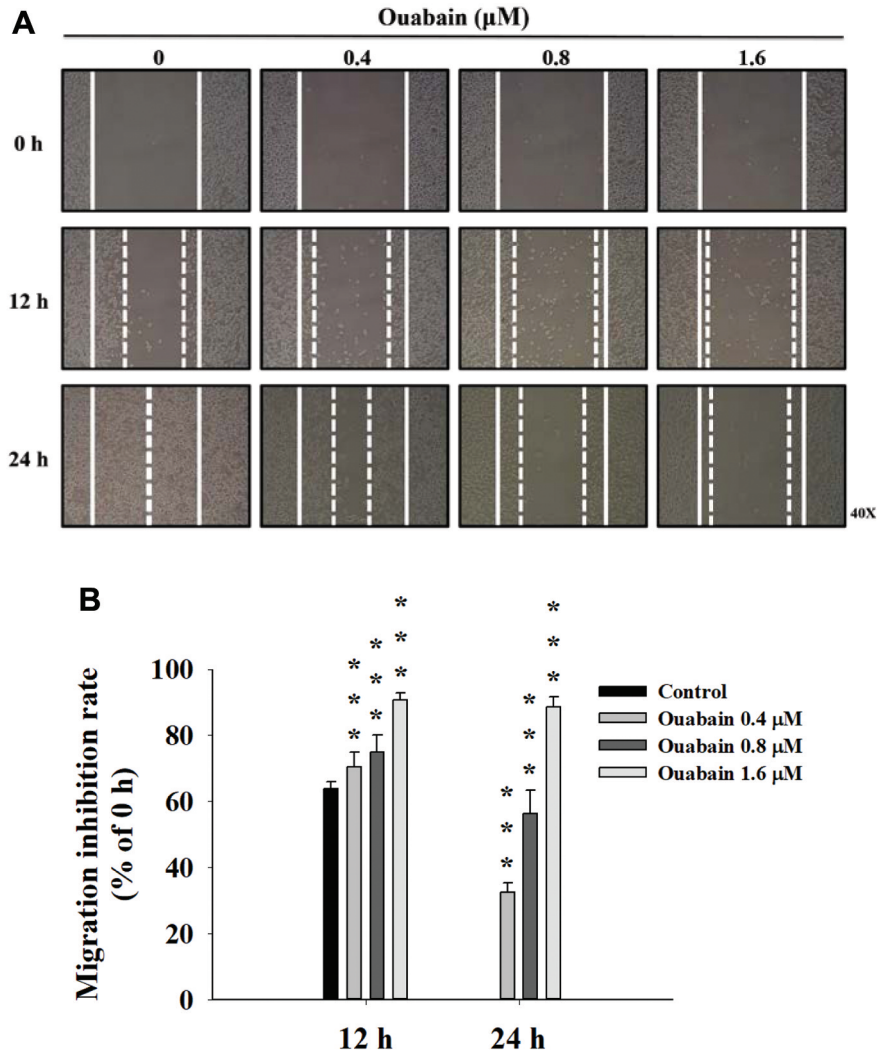 A
Ouabain (μM)
0 0.4 0.8 1.6
0 h
12 h
24 h
40X
B
Migration inhibition rate
(% of 0 h)
100
80
60
40
20
0
* * *
* * *
* * *
* * *
* * *
* * *
12 h 24 h
Control
Ouabain 0.4 μM
Ouabain 0.8 μM
Ouabain 1.6 μM